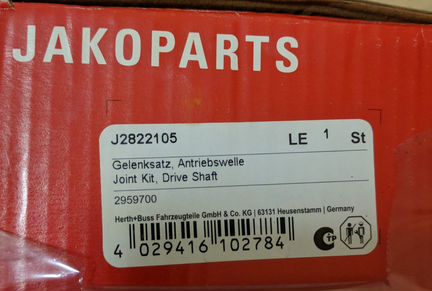 JAKOPARTS
J2822105 LE 1 St
Gelenksatz, Antriebswelle
Joint Kit, Drive Shaft
2959700
Herth+Buss Fahrzeugteile GmbH & Co. KG | 63131 Heusenstamm | Germany
4 029416 102784
TP